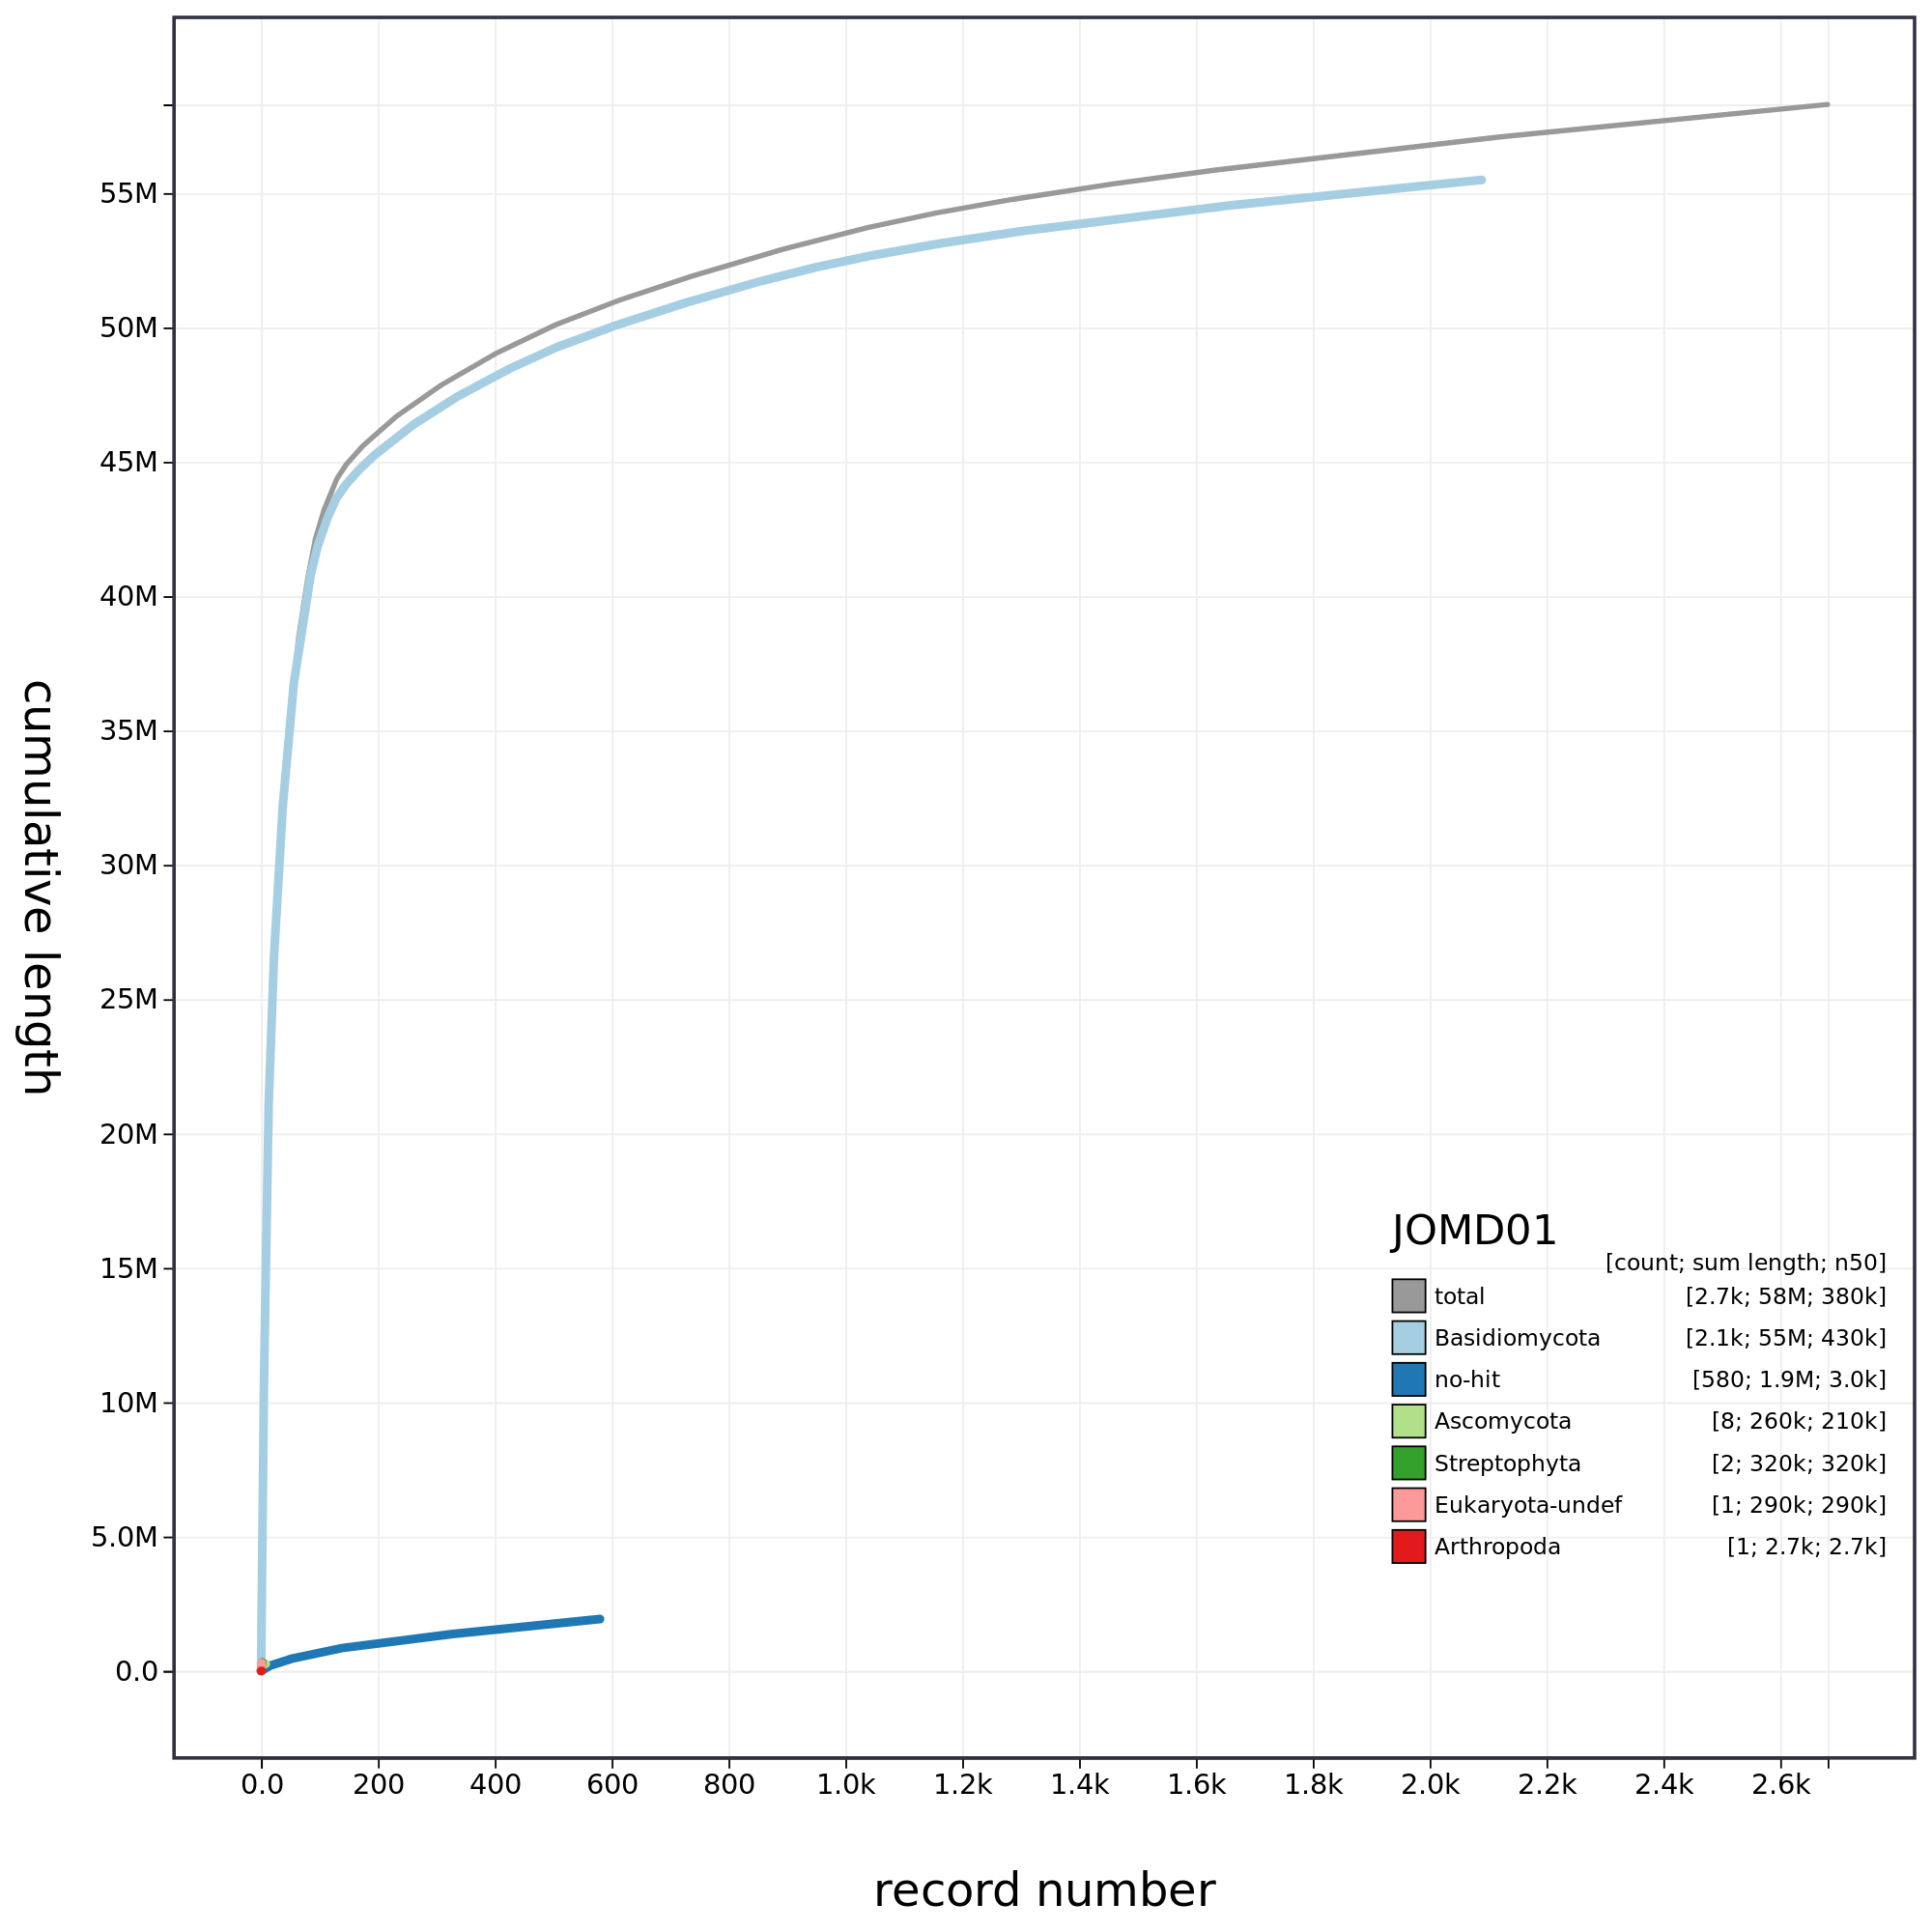 cumulative length
55M
50M
45M
40M
35M
30M
25M
20M
15M
10M
5.0M
0.0
JOMD01
[count; sum length; n50]
total [2.7k; 58M; 380k]
Basidiomycota [2.1k; 55M; 430k]
no-hit [580; 1.9M; 3.0k]
Ascomycota [8; 260k; 210k]
Streptophyta [2; 320k; 320k]
Eukaryota-undef [1; 290k; 290k]
Arthropoda [1; 2.7k; 2.7k]
0.0 200 400 600 800 1.0k 1.2k 1.4k 1.6k 1.8k 2.0k 2.2k 2.4k 2.6k
record number